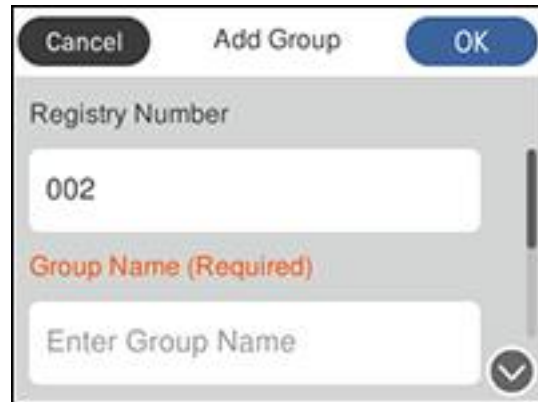 Cancel Add Group OK
Registry Number
002
Group Name (Required)
Enter Group Name